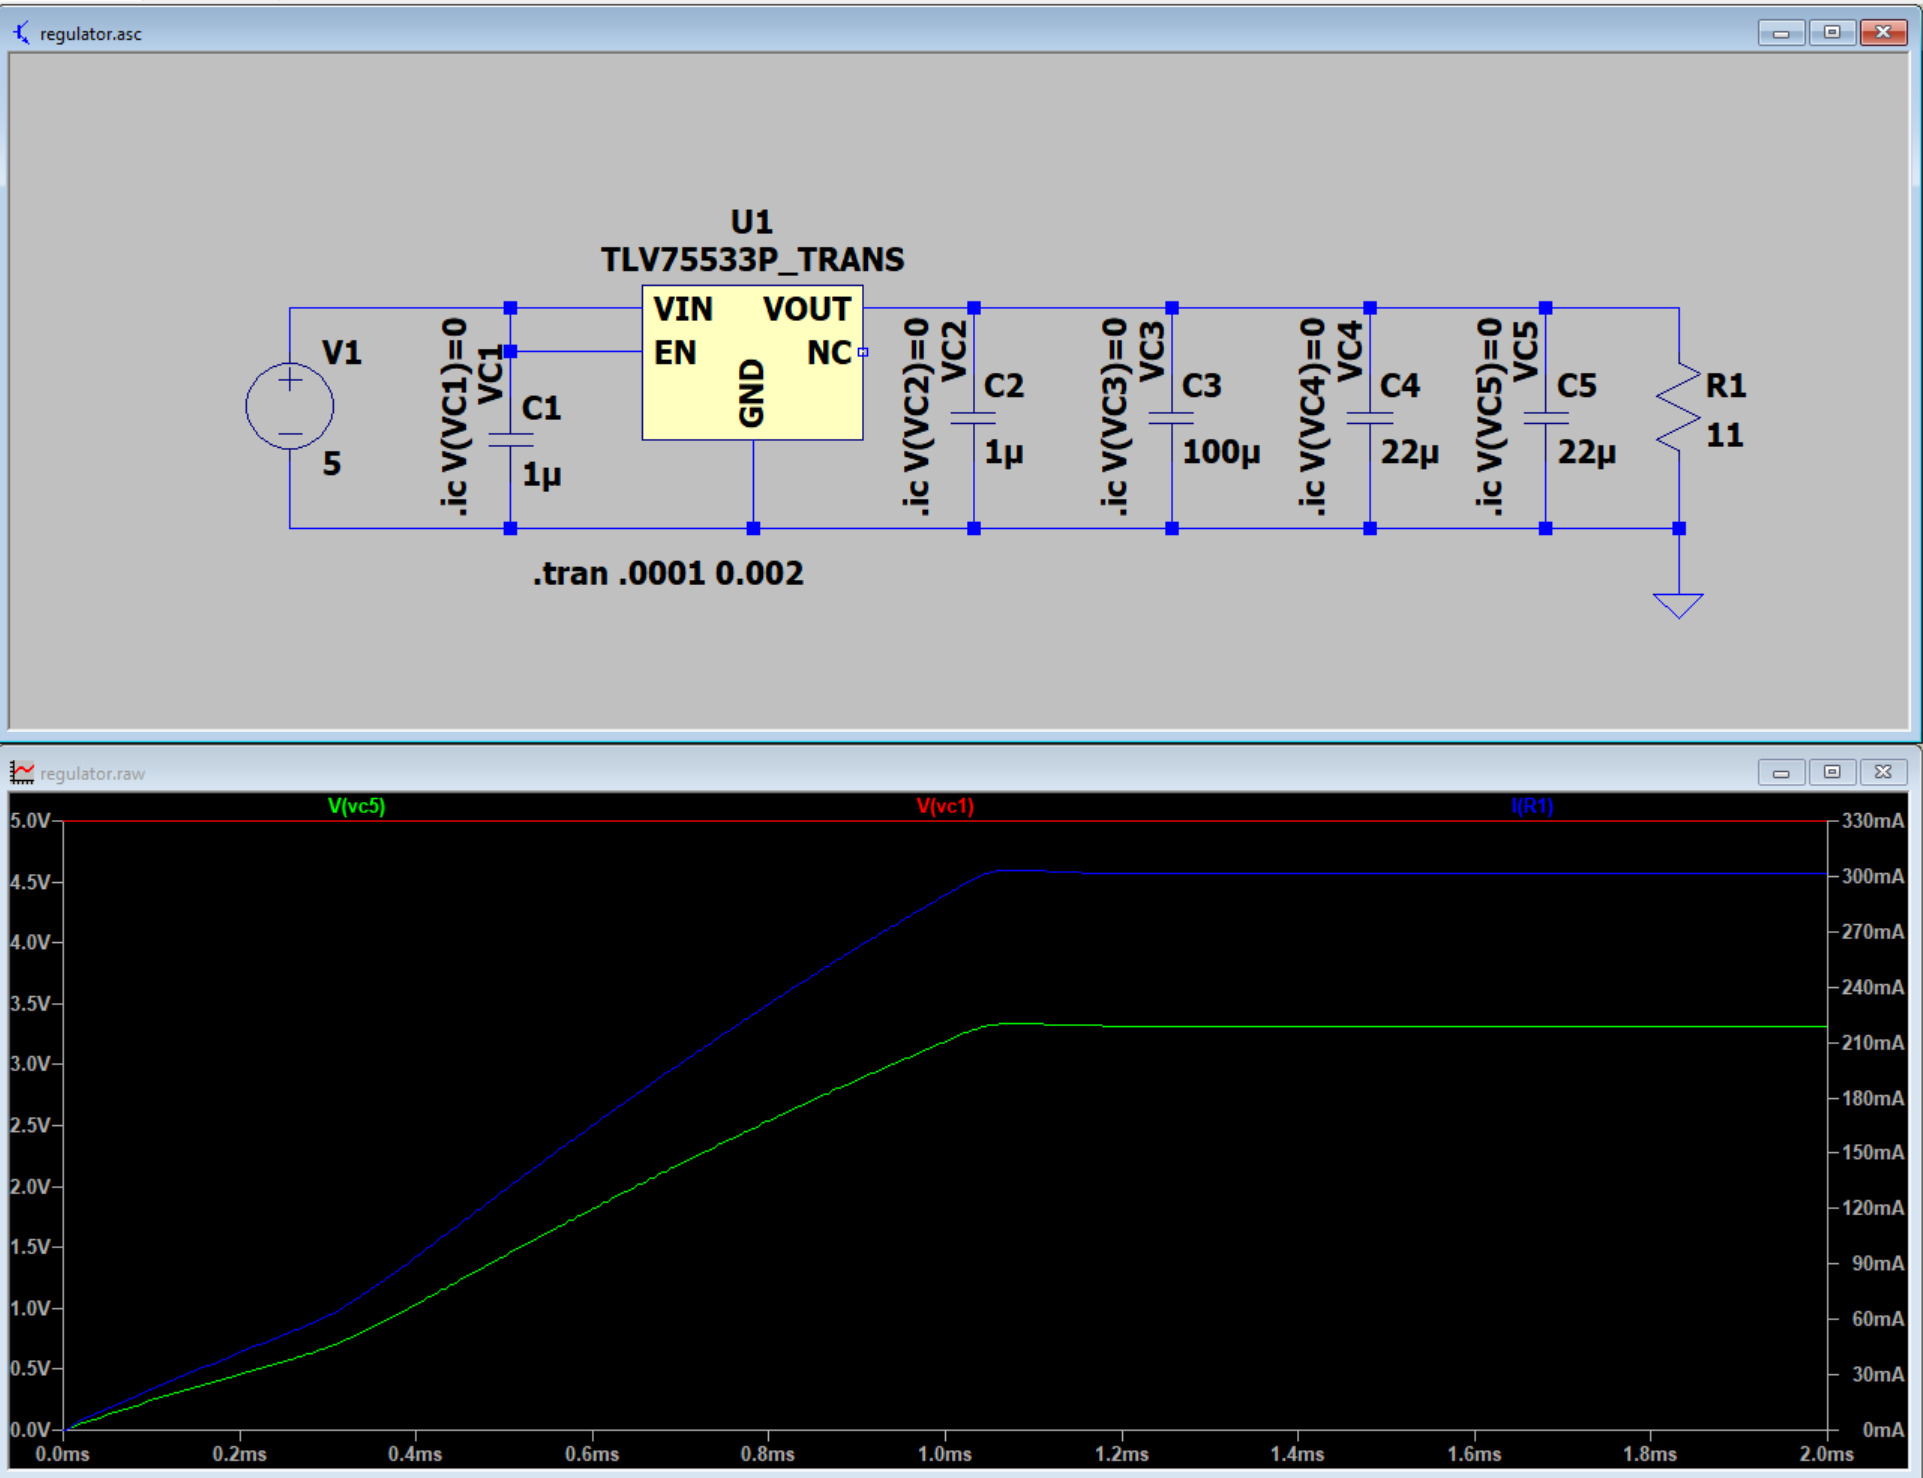 regulator.asc
U1
TLV75533P_TRANS
VIN VOUT
EN NC
GND
V1
5
.ic V(VC1)=0
VC1
C1
1µ
.ic V(VC2)=0
VC2
C2
1µ
.ic V(VC3)=0
VC3
C3
100µ
.ic V(VC4)=0
VC4
C4
22µ
.ic V(VC5)=0
VC5
C5
22µ
R1
11
.tran .0001 0.002
regulator.raw
V(vc5) V(vc1) I(R1)
5.0V 330mA
4.5V 300mA
4.0V 270mA
3.5V 240mA
3.0V 210mA
2.5V 180mA
2.0V 150mA
1.5V 120mA
1.0V 90mA
0.5V 60mA
0.0V 30mA
0mA
0.0ms 0.2ms 0.4ms 0.6ms 0.8ms 1.0ms 1.2ms 1.4ms 1.6ms 1.8ms 2.0ms